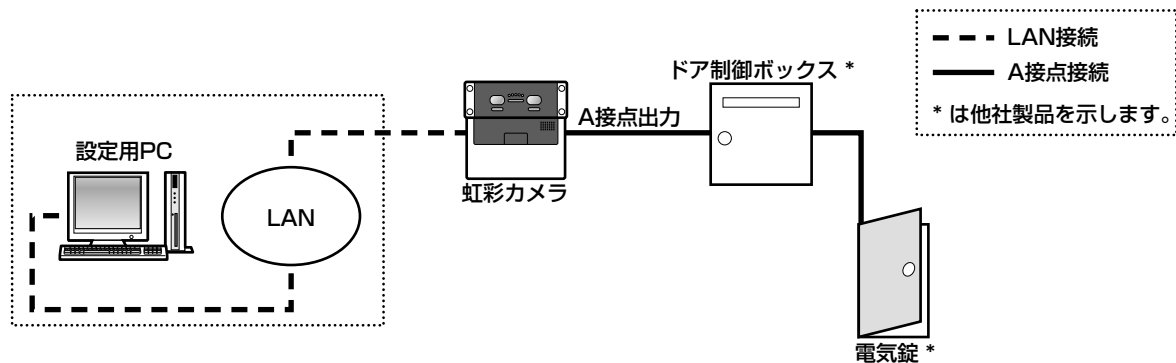 設定用PC
LAN
虹彩カメラ
A接点出力
ドア制御ボックス *
電気錠 *
LAN接続
A接点接続
* は他社製品を示します。